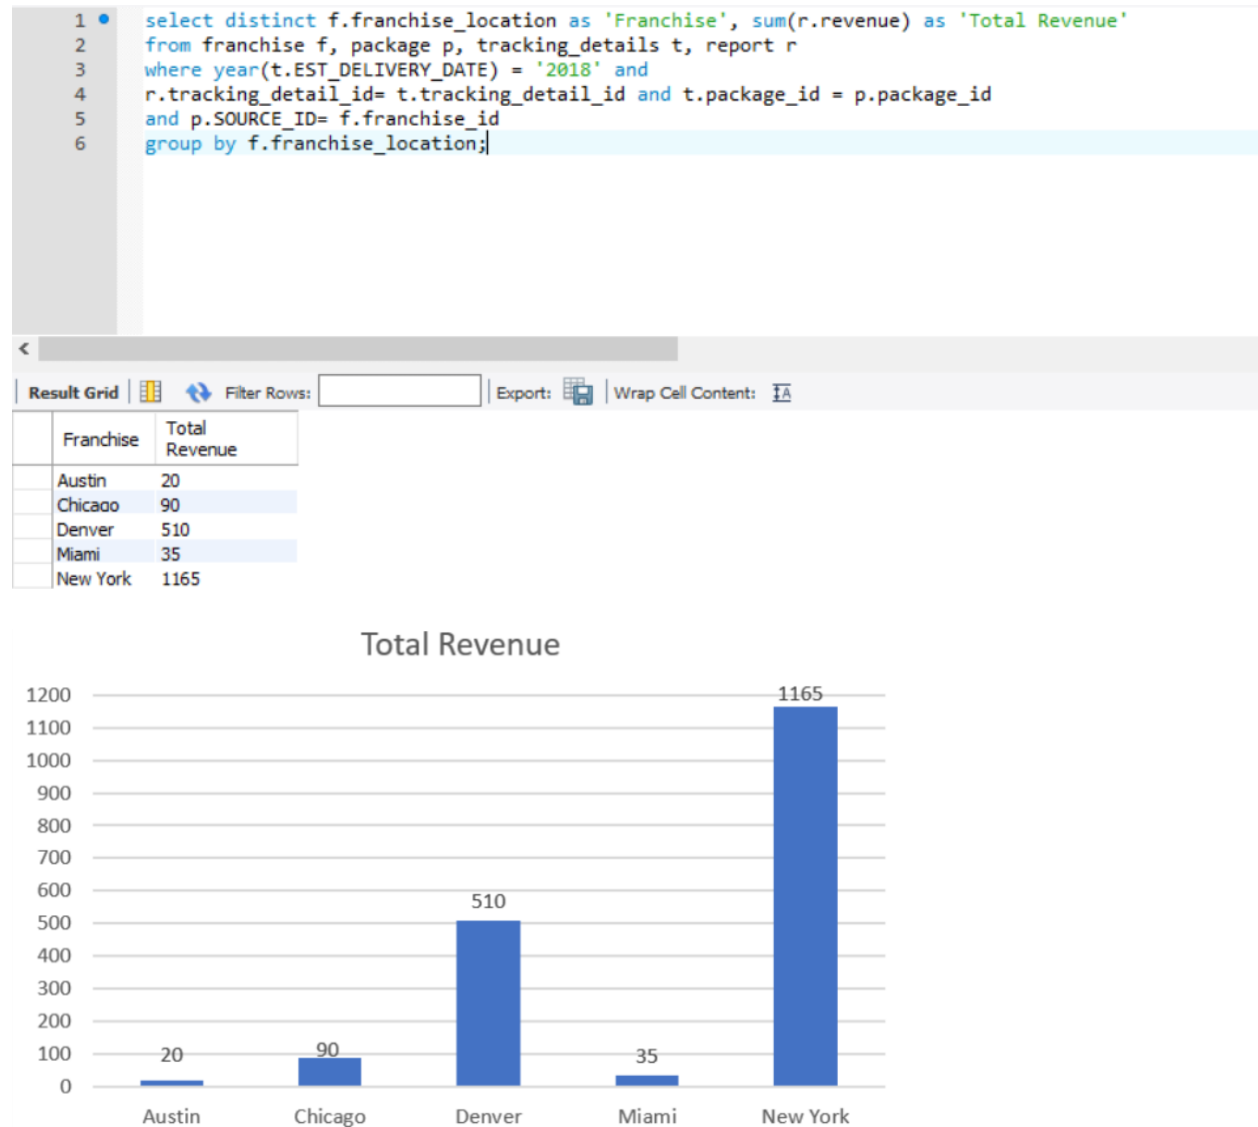 1 select distinct f.franchise_location as 'Franchise', sum(r.revenue) as 'Total Revenue'
2 from franchise f, package p, tracking_details t, report r
3 where year(t.EST_DELIVERY_DATE) = '2018' and
4 r.tracking_detail_id= t.tracking_detail_id and t.package_id = p.package_id
5 and p.SOURCE_ID= f.franchise_id
6 group by f.franchise_location;
Result Grid Filter Rows: Export: Wrap Cell Content: IA
Franchise Total Revenue
Austin 20
Chicago 90
Denver 510
Miami 35
New York 1165
Total Revenue
1200 1165
1100
1000
900
800
700
600
510
500
400
300
200
100 20 90 35
0
Austin Chicago Denver Miami New York